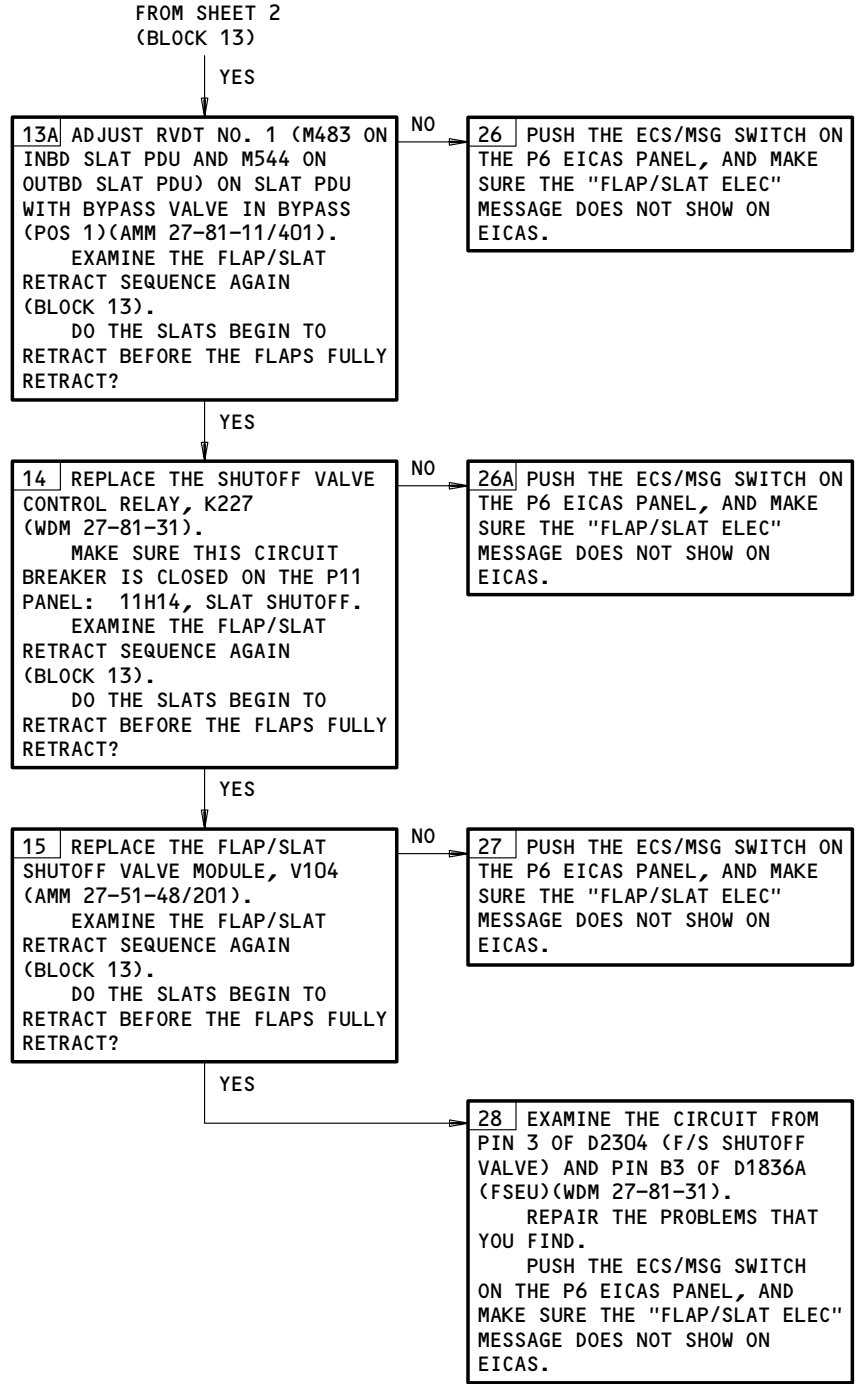 FROM SHEET 2
(BLOCK 13)
YES
13A ADJUST RVDT NO. 1 (M483 ON
INBD SLAT PDU AND M544 ON
OUTBD SLAT PDU) ON SLAT PDU
WITH BYPASS VALVE IN BYPASS
(POS 1)(AMM 27-81-11/401).
EXAMINE THE FLAP/SLAT
RETRACT SEQUENCE AGAIN
(BLOCK 13).
DO THE SLATS BEGIN TO
RETRACT BEFORE THE FLAPS FULLY
RETRACT?
NO
26 PUSH THE ECS/MSG SWITCH ON
THE P6 EICAS PANEL, AND MAKE
SURE THE "FLAP/SLAT ELEC"
MESSAGE DOES NOT SHOW ON
EICAS.
YES
14 REPLACE THE SHUTOFF VALVE
CONTROL RELAY, K227
(WDM 27-81-31).
MAKE SURE THIS CIRCUIT
BREAKER IS CLOSED ON THE P11
PANEL: 11H14, SLAT SHUTOFF.
EXAMINE THE FLAP/SLAT
RETRACT SEQUENCE AGAIN
(BLOCK 13).
DO THE SLATS BEGIN TO
RETRACT BEFORE THE FLAPS FULLY
RETRACT?
NO
26A PUSH THE ECS/MSG SWITCH ON
THE P6 EICAS PANEL, AND MAKE
SURE THE "FLAP/SLAT ELEC"
MESSAGE DOES NOT SHOW ON
EICAS.
YES
15 REPLACE THE FLAP/SLAT
SHUTOFF VALVE MODULE, V104
(AMM 27-51-48/201).
EXAMINE THE FLAP/SLAT
RETRACT SEQUENCE AGAIN
(BLOCK 13).
DO THE SLATS BEGIN TO
RETRACT BEFORE THE FLAPS FULLY
RETRACT?
NO
27 PUSH THE ECS/MSG SWITCH ON
THE P6 EICAS PANEL, AND MAKE
SURE THE "FLAP/SLAT ELEC"
MESSAGE DOES NOT SHOW ON
EICAS.
YES
28 EXAMINE THE CIRCUIT FROM
PIN 3 OF D2304 (F/S SHUTOFF
VALVE) AND PIN B3 OF D1836A
(FSEU)(WDM 27-81-31).
REPAIR THE PROBLEMS THAT
YOU FIND.
PUSH THE ECS/MSG SWITCH
ON THE P6 EICAS PANEL, AND
MAKE SURE THE "FLAP/SLAT ELEC"
MESSAGE DOES NOT SHOW ON
EICAS.